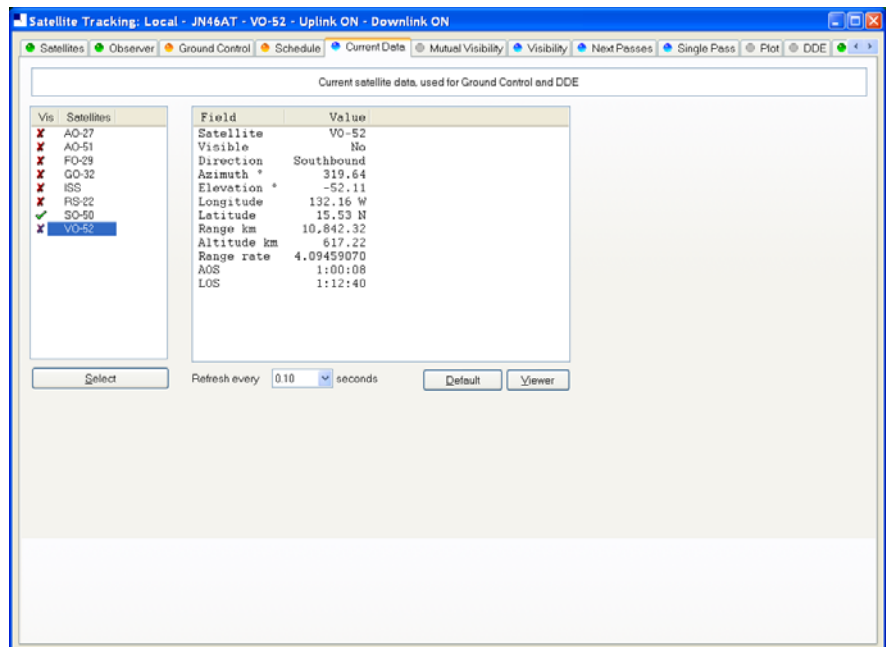 Satellite Tracking: Local - JN46AT - VO-52 - Uplink ON - Downlink ON
Satellites Observer Ground Control Schedule Current Data Mutual Visibility Visibility Next Passes Single Pass Plot DDE
Current satellite data, used for Ground Control and DDE
Vis Satellites
AO-27
AO-51
FO-29
GO-32
ISS
RS-22
SO-50
VO-52
Field Value
Satellite VO-52
Visible No
Direction Southbound
Azimuth ° 319.64
Elevation ° -52.11
Longitude 132.16 W
Latitude 15.53 N
Range km 10,842.32
Altitude km 617.22
Range rate 4.09459070
AOS 1:00:08
LOS 1:12:40
Select
Refresh every 0.10 seconds
Default Viewer